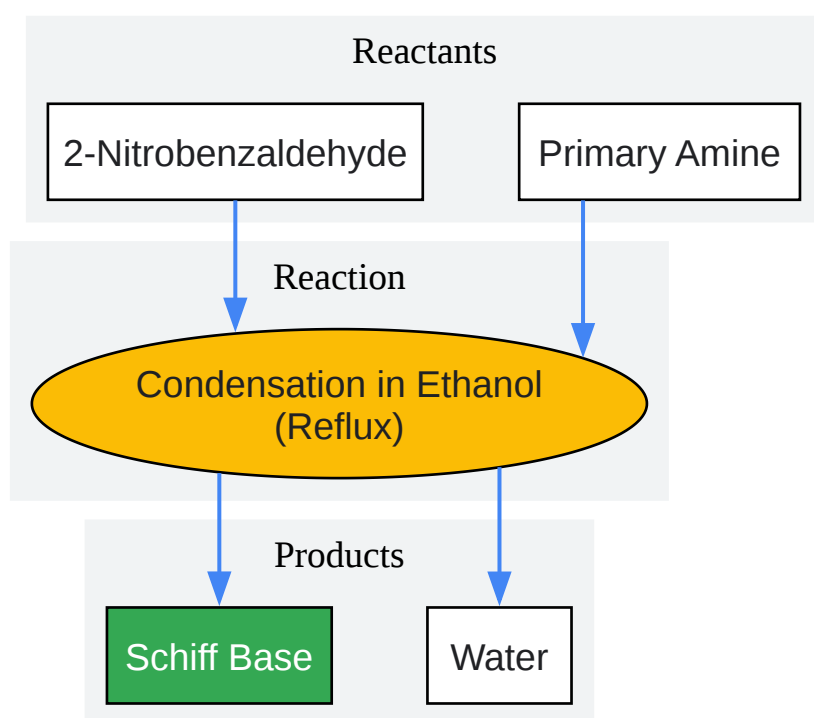 Reactants
2-Nitrobenzaldehyde
Primary Amine
Reaction
Condensation in Ethanol
(Reflux)
Products
Schiff Base
Water